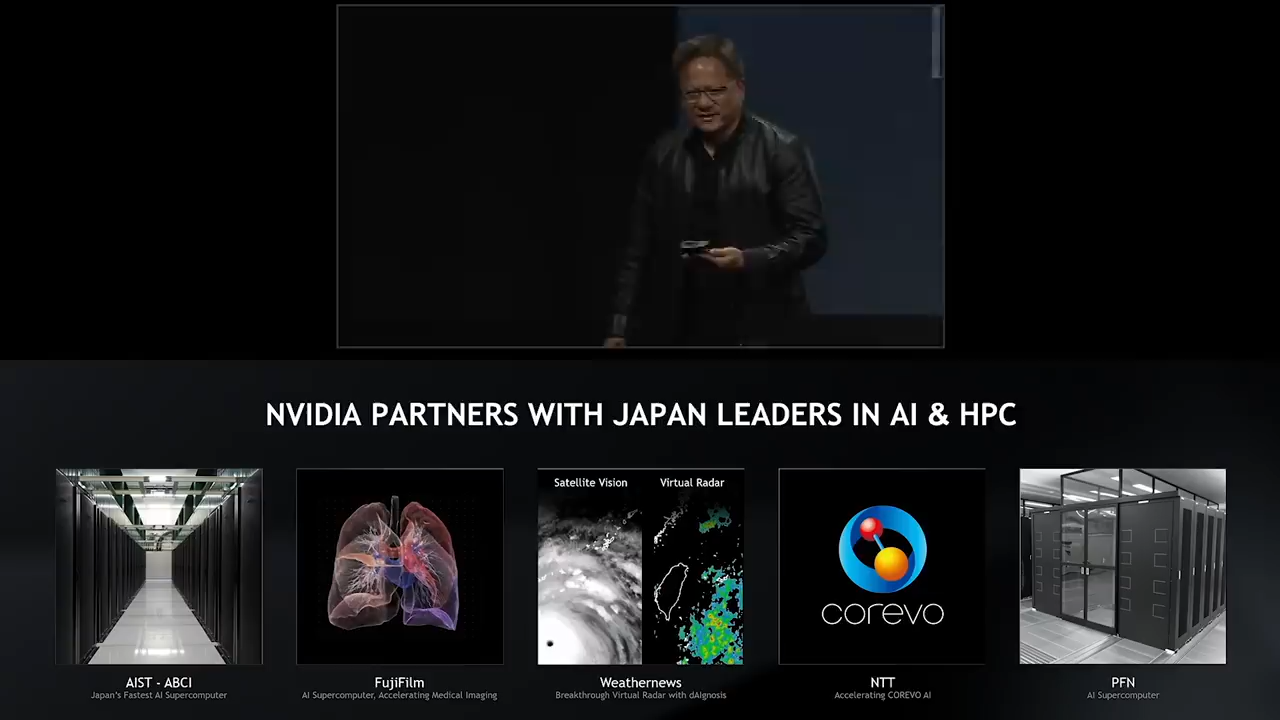 NVIDIA PARTNERS WITH JAPAN LEADERS IN AI & HPC
Satellite Vision
Virtual Radar
corevo
AIST - ABCI
Japan's Fastest AI Supercomputer
FujiFilm
AI Supercomputer, Accelerating Medical Imaging
Weathernews
Breakthrough Virtual Radar with dAIgnosis
NTT
Accelerating COREVO AI
PFN
AI Supercomputer